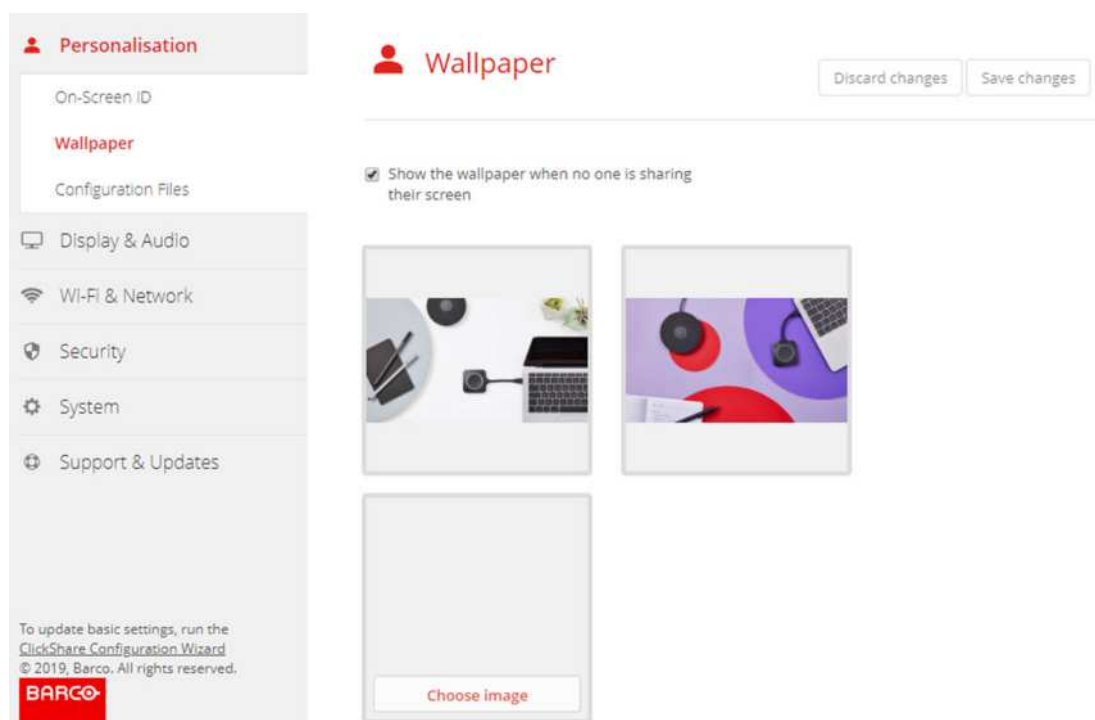 Personalisation
On-Screen ID
Wallpaper
Configuration Files
Display & Audio
Wi-Fi & Network
Security
System
Support & Updates
To update basic settings, run the
ClickShare Configuration Wizard
© 2019, Barco. All rights reserved.
BARCO
Wallpaper
Discard changes
Save changes
Show the wallpaper when no one is sharing
their screen
Choose image